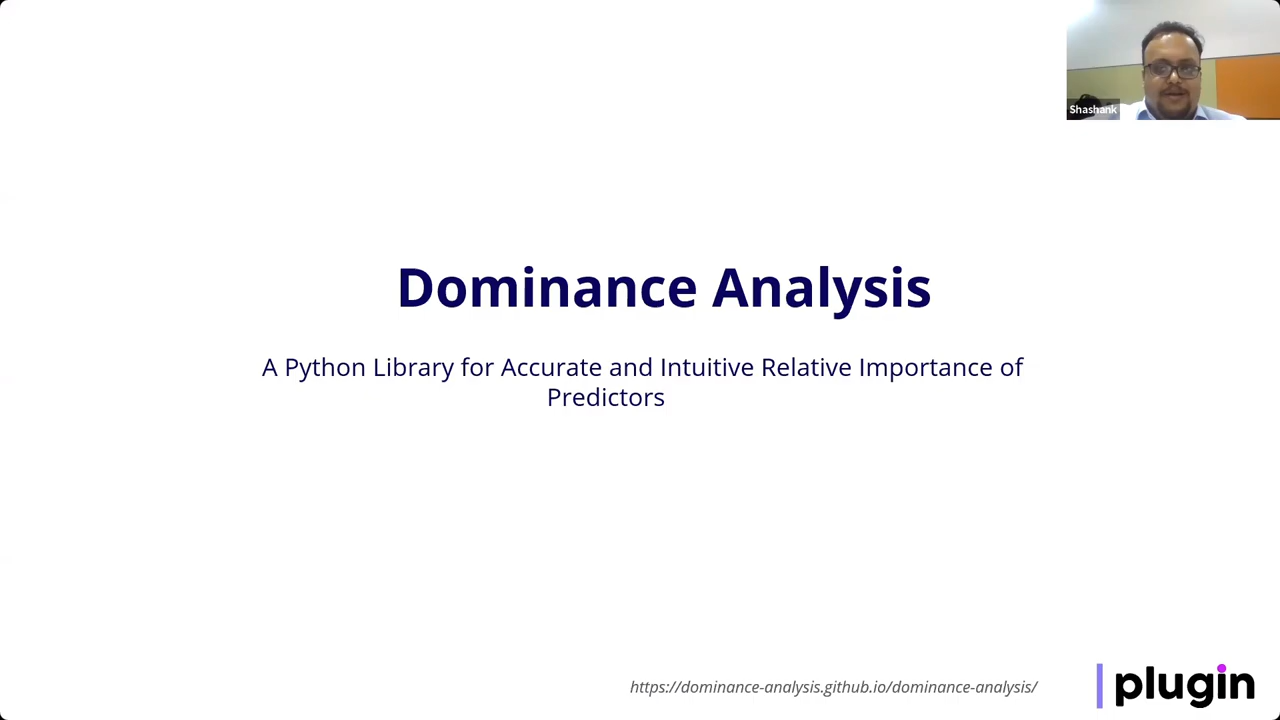 Shashank
Dominance Analysis
A Python Library for Accurate and Intuitive Relative Importance of
Predictors
https://dominance-analysis.github.io/dominance-analysis/
plugin